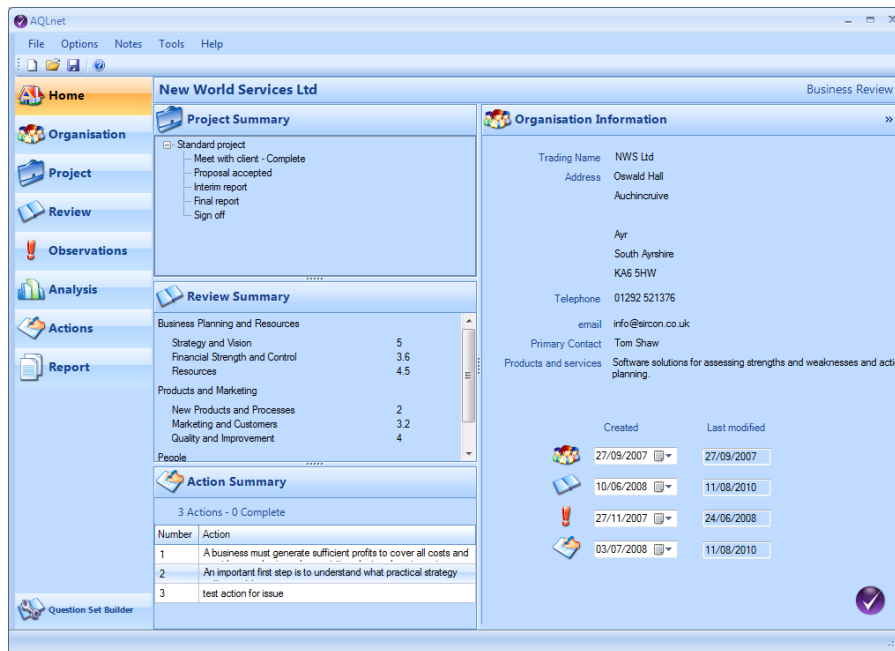 AQLnet
File Options Notes Tools Help
Home
Organisation
Project
Review
Observations
Analysis
Actions
Report
Question Set Builder
New World Services Ltd
Business Review
Project Summary
Standard project
Meet with client - Complete
Proposal accepted
Interim report
Final report
Sign off
Review Summary
Business Planning and Resources
Strategy and Vision 5
Financial Strength and Control 3.6
Resources 4.5
Products and Marketing
New Products and Processes 2
Marketing and Customers 3.2
Quality and Improvement 4
People
Action Summary
3 Actions - 0 Complete
Number Action
1 A business must generate sufficient profits to cover all costs and
2 An important first step is to understand what practical strategy
3 test action for issue
Organisation Information »
Trading Name NWS Ltd
Address Oswald Hall
Auchincruive
Ayr
South Ayrshire
KA6 5HW
Telephone 01292 521376
email info@sircon.co.uk
Primary Contact Tom Shaw
Products and services Software solutions for assessing strengths and weaknesses and acti
planning.
Created Last modified
27/09/2007 27/09/2007
10/06/2008 11/08/2010
27/11/2007 24/06/2008
03/07/2008 11/08/2010